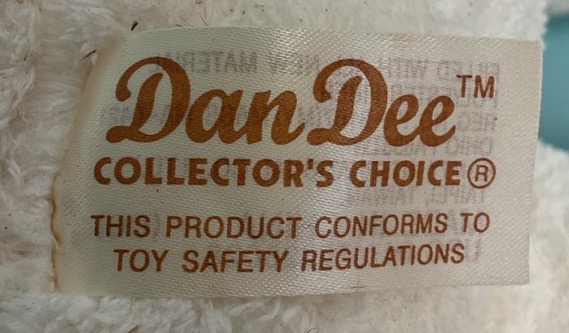 Dan Dee™
COLLECTOR'S CHOICE®
THIS PRODUCT CONFORMS TO
TOY SAFETY REGULATIONS